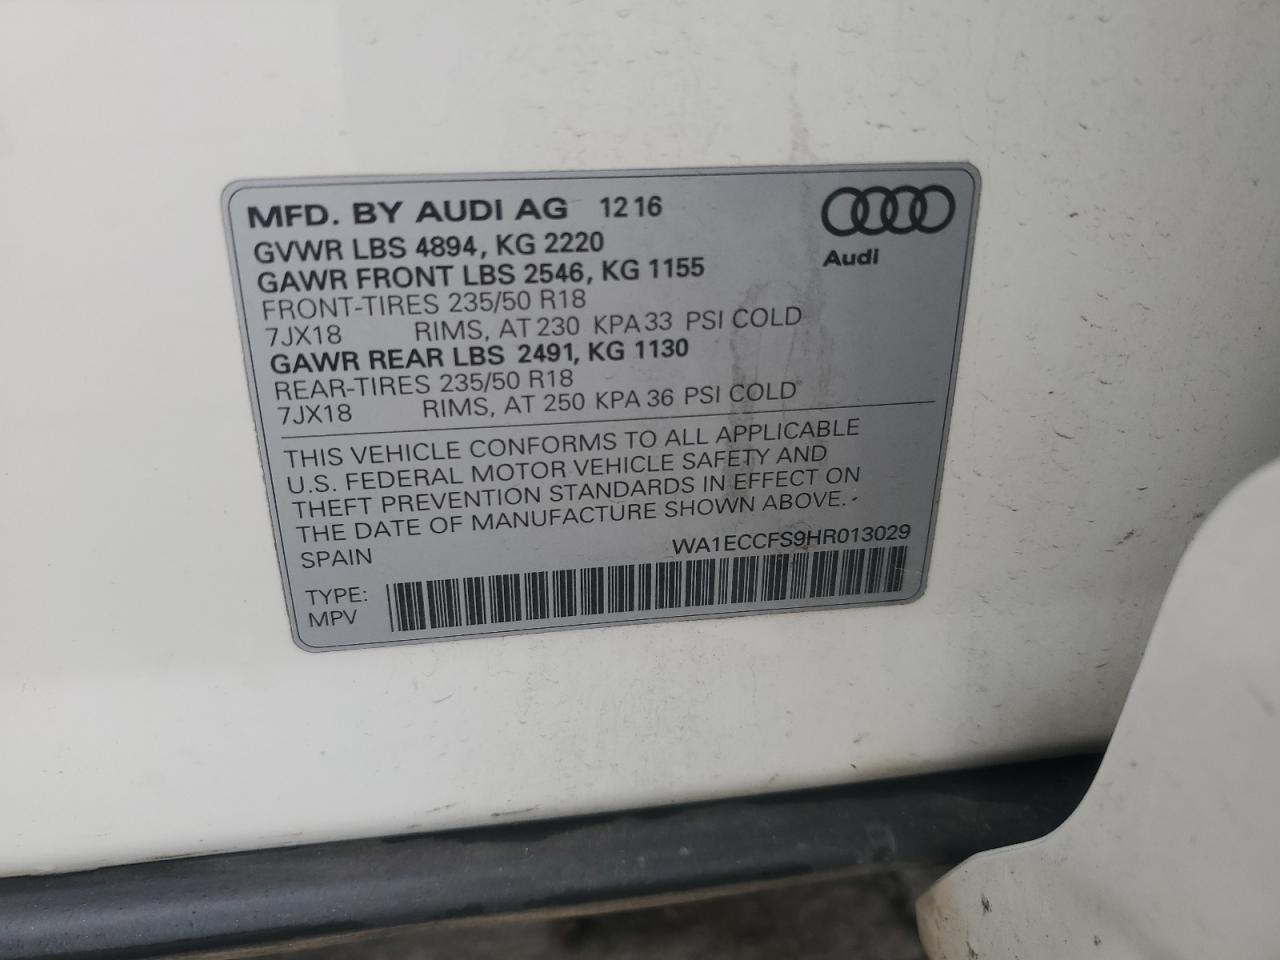 MFD. BY AUDI AG 12 16
Audi
GVWR LBS 4894, KG 2220
GAWR FRONT LBS 2546, KG 1155
FRONT-TIRES 235/50 R18
7JX18 RIMS, AT 230 KPA 33 PSI COLD
GAWR REAR LBS 2491, KG 1130
REAR-TIRES 235/50 R18
7JX18 RIMS, AT 250 KPA 36 PSI COLD
THIS VEHICLE CONFORMS TO ALL APPLICABLE
U.S. FEDERAL MOTOR VEHICLE SAFETY AND
THEFT PREVENTION STANDARDS IN EFFECT ON
THE DATE OF MANUFACTURE SHOWN ABOVE.
SPAIN WA1ECCFS9HR013029
TYPE:
MPV